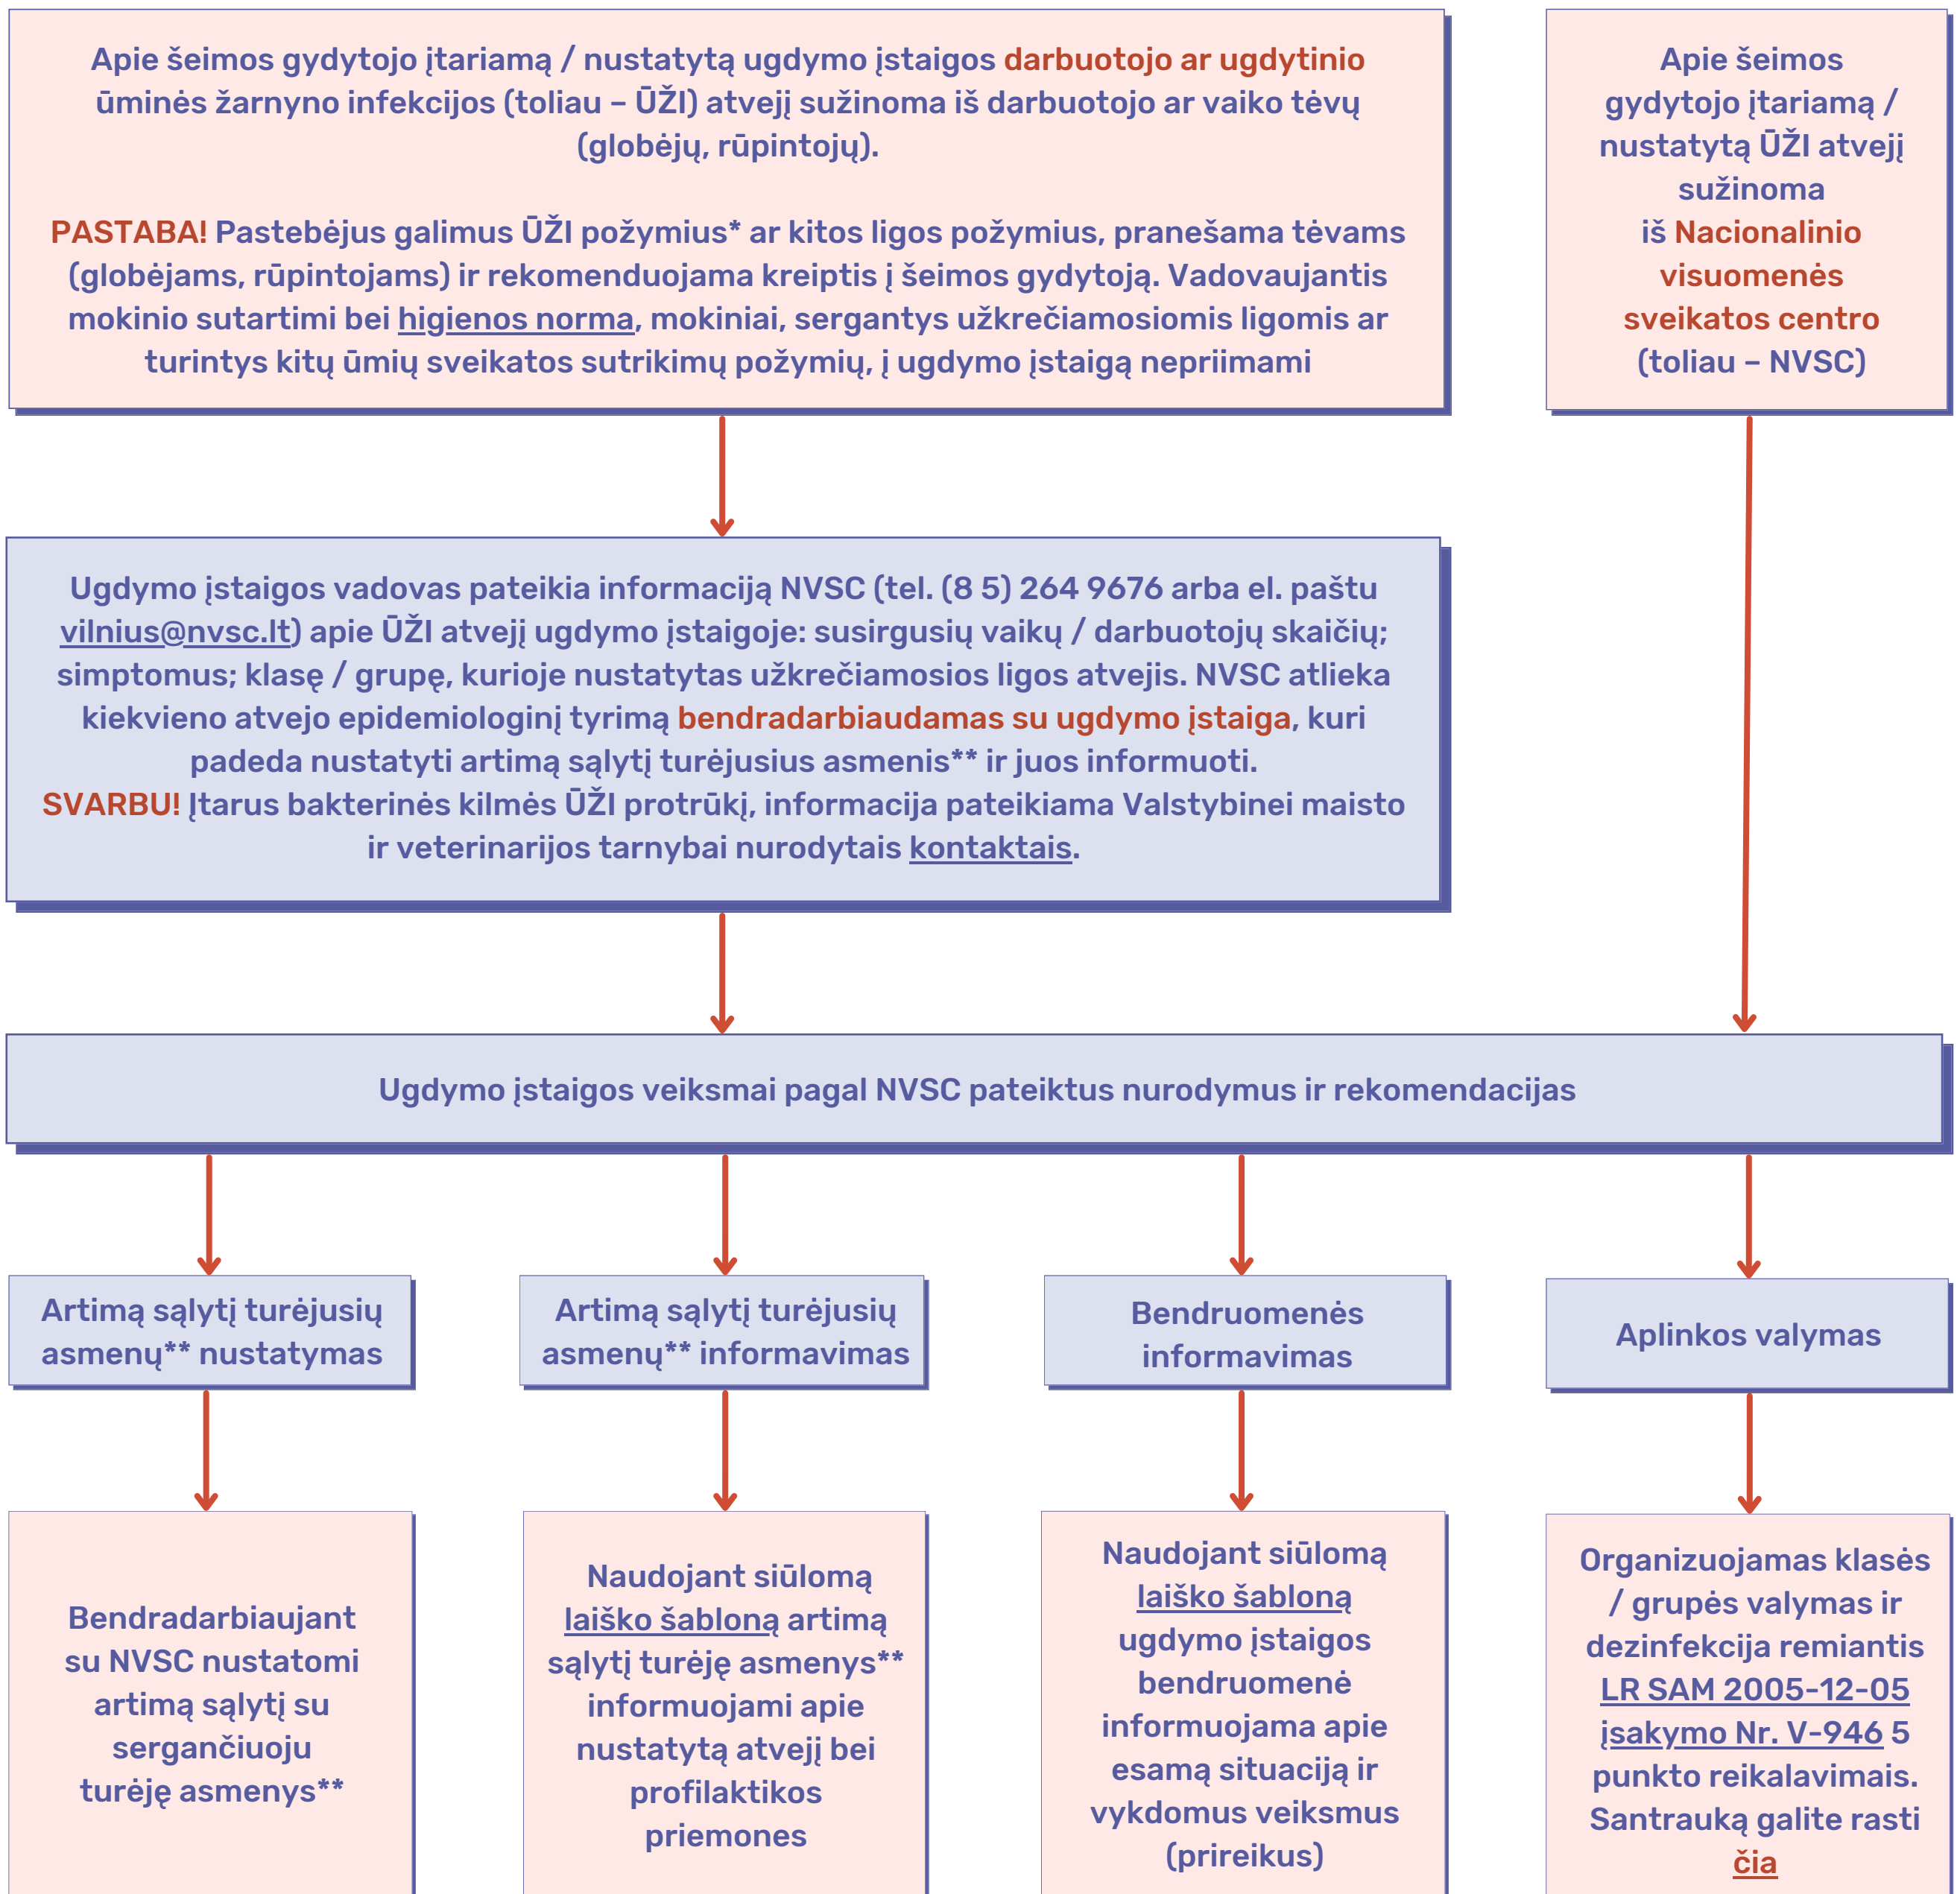 Apie šeimos gydytojo įtariamą / nustatytą ugdymo įstaigos darbuotojo ar ugdytinio
ūminės žarnyno infekcijos (toliau – ŪŽI) atvejį sužinoma iš darbuotojo ar vaiko tėvų
(globėjų, rūpintojų).
PASTABA! Pastebėjus galimus ŪŽI požymius* ar kitos ligos požymius, pranešama tėvams
(globėjams, rūpintojams) ir rekomenduojama kreiptis į šeimos gydytoją. Vadovaujantis
mokinio sutartimi bei higienos norma, mokiniai, sergantys užkrečiamosiomis ligomis ar
turintys kitų ūmių sveikatos sutrikimų požymių, į ugdymo įstaigą nepriimami
Apie šeimos
gydytojo įtariamą /
nustatytą ŪŽI atvejį
sužinoma
iš Nacionalinio
visuomenės
sveikatos centro
(toliau – NVSC)
Ugdymo įstaigos vadovas pateikia informaciją NVSC (tel. (8 5) 264 9676 arba el. paštu
vilnius@nvsc.lt) apie ŪŽI atvejį ugdymo įstaigoje: susirgusių vaikų / darbuotojų skaičių;
simptomus; klasę / grupę, kurioje nustatytas užkrečiamosios ligos atvejis. NVSC atlieka
kiekvieno atvejo epidemiologinį tyrimą bendradarbiaudamas su ugdymo įstaiga, kuri
padeda nustatyti artimą sąlytį turėjusius asmenis** ir juos informuoti.
SVARBU! Įtarus bakterinės kilmės ŪŽI protrūkį, informacija pateikiama Valstybinei maisto
ir veterinarijos tarnybai nurodytais kontaktais.
Ugdymo įstaigos veiksmai pagal NVSC pateiktus nurodymus ir rekomendacijas
Artimą sąlytį turėjusių
asmenų** nustatymas
Artimą sąlytį turėjusių
asmenų** informavimas
Bendruomenės
informavimas
Aplinkos valymas
Bendradarbiaujant
su NVSC nustatomi
artimą sąlytį su
sergančiuoju
turėję asmenys**
Naudojant siūlomą
laiško šabloną artimą
sąlytį turėję asmenys**
informuojami apie
nustatytą atvejį bei
profilaktikos
priemones
Naudojant siūlomą
laiško šabloną
ugdymo įstaigos
bendruomenė
informuojama apie
esamą situaciją ir
vykdomus veiksmus
(prireikus)
Organizuojamas klasės
/ grupės valymas ir
dezinfekcija remiantis
LR SAM 2005-12-05
įsakymo Nr. V-946 5
punkto reikalavimais.
Santrauką galite rasti
čia